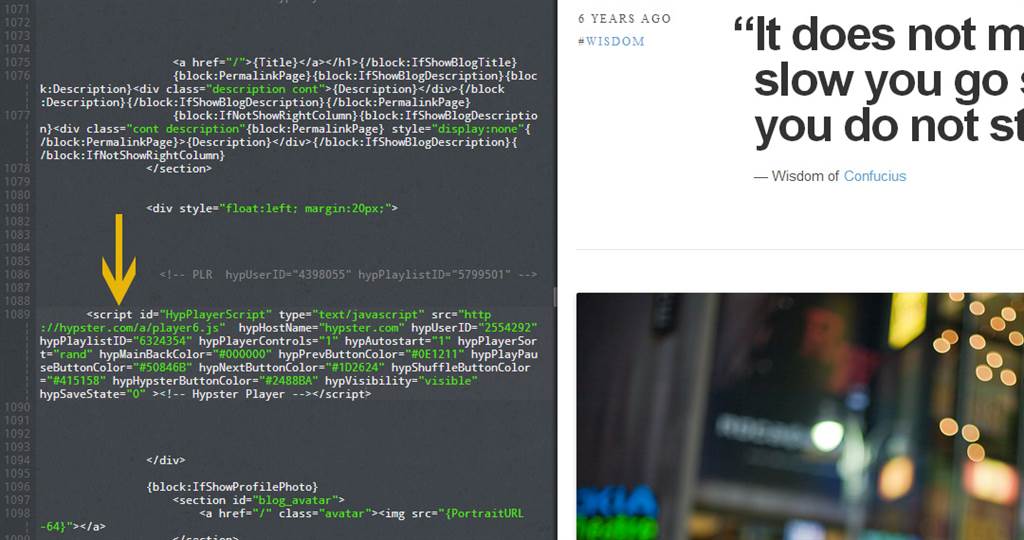 1071
1072
1073
1074
1075 <a href="/">{Title}</a></h1>{/block:IfShowBlogTitle}
1076 {block:PermalinkPage}{block:IfShowBlogDescription}{bloc
k:Description}<div class="description cont">{Description}</div>{/block
:Description}{/block:IfShowBlogDescription}{/block:PermalinkPage}
1077 {block:IfNotShowRightColumn}{block:IfShowBlogDescriptio
n}<div class="cont description"{block:PermalinkPage} style="display:none"{
/block:PermalinkPage}>{Description}</div>{/block:IfShowBlogDescription}{
/block:IfNotShowRightColumn}
1078 </section>
1079
1080
1081 <div style="float:left; margin:20px;">
1082
1083
1084
1085
1086 <!-- PLR hypUserID="4398055" hypPlaylistID="5799501" -->
1087
1088
1089 <script id="HypPlayerScript" type="text/javascript" src="http
://hypster.com/a/player6.js" hypHostName="hypster.com" hypUserID="2554292"
hypPlaylistID="6324354" hypPlayerControls="1" hypAutostart="1" hypPlayerSor
t="rand" hypMainBackColor="#000000" hypPrevButtonColor="#0E1211" hypPlayPau
seButtonColor="#50846B" hypNextButtonColor="#1D2624" hypShuffleButtonColor
="#415158" hypHypsterButtonColor="#2488BA" hypVisibility="visible"
hypSaveState="0" ><!-- Hypster Player --></script>
1090
1091
1092
1093
1094 </div>
1095
1096 {block:IfShowProfilePhoto}
1097 <section id="blog_avatar">
1098 <a href="/" class="avatar"><img src="{PortraitURL
-64}"></a>
</section>
6 YEARS AGO
#WISDOM
“It does not m
slow you go s
you do not st
— Wisdom of Confucius